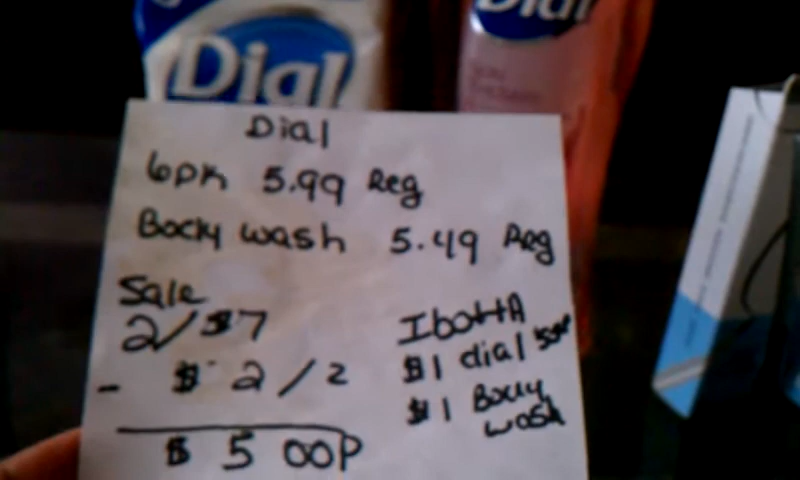 Dial
Dial
Dial
6pk 5.99 Reg
Body wash 5.49 Reg
Sale
2/$7
- $ 2/2
$ 5 OOP
IbottA
$1 dial soap
$1 Body
wash